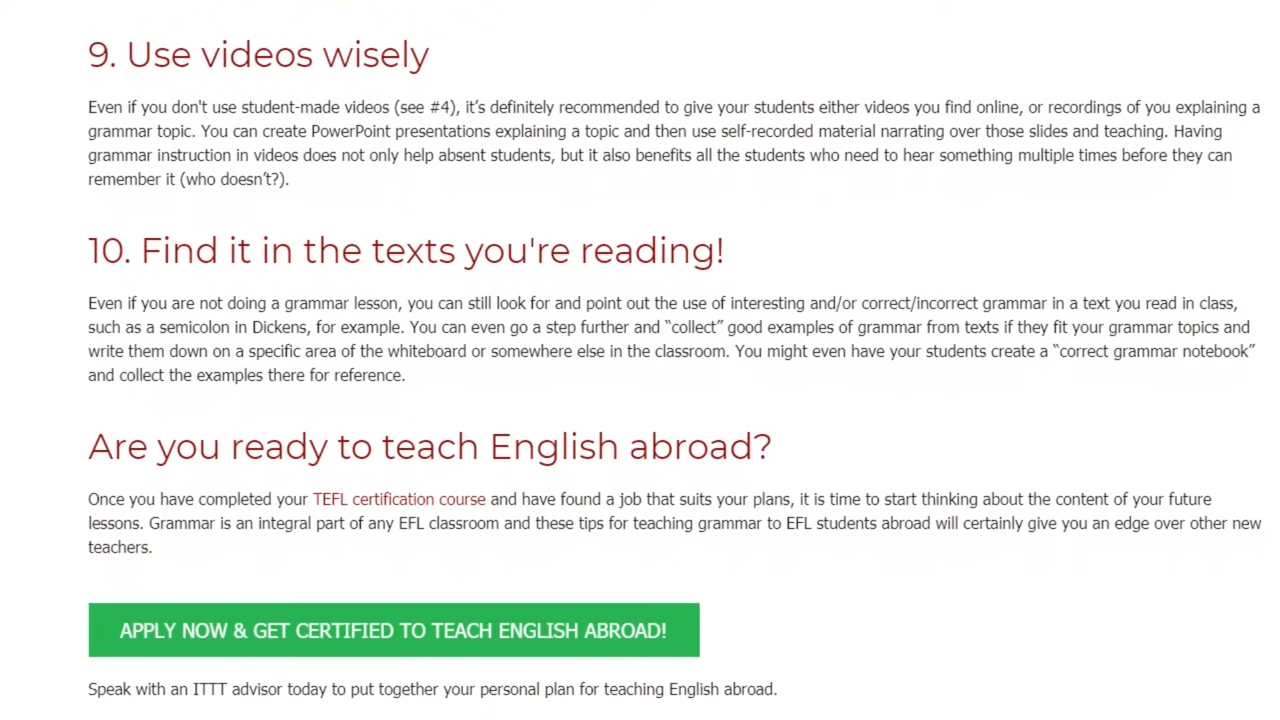 9. Use videos wisely
Even if you don't use student-made videos (see #4), it’s definitely recommended to give your students either videos you find online, or recordings of you explaining a
grammar topic. You can create PowerPoint presentations explaining a topic and then use self-recorded material narrating over those slides and teaching. Having
grammar instruction in videos does not only help absent students, but it also benefits all the students who need to hear something multiple times before they can
remember it (who doesn’t?).
10. Find it in the texts you're reading!
Even if you are not doing a grammar lesson, you can still look for and point out the use of interesting and/or correct/incorrect grammar in a text you read in class,
such as a semicolon in Dickens, for example. You can even go a step further and “collect” good examples of grammar from texts if they fit your grammar topics and
write them down on a specific area of the whiteboard or somewhere else in the classroom. You might even have your students create a “correct grammar notebook”
and collect the examples there for reference.
Are you ready to teach English abroad?
Once you have completed your TEFL certification course and have found a job that suits your plans, it is time to start thinking about the content of your future
lessons. Grammar is an integral part of any EFL classroom and these tips for teaching grammar to EFL students abroad will certainly give you an edge over other new
teachers.
APPLY NOW & GET CERTIFIED TO TEACH ENGLISH ABROAD!
Speak with an ITTT advisor today to put together your personal plan for teaching English abroad.